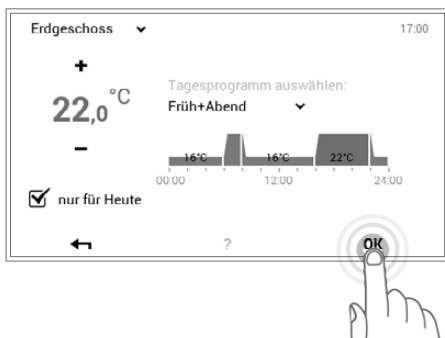 Erdgeschoss
17:00
+
22,0 °C
−
Tagesprogramm auswählen:
Früh+Abend
16°C 16°C 22°C
00:00 12:00 24:00
nur für Heute
? OK